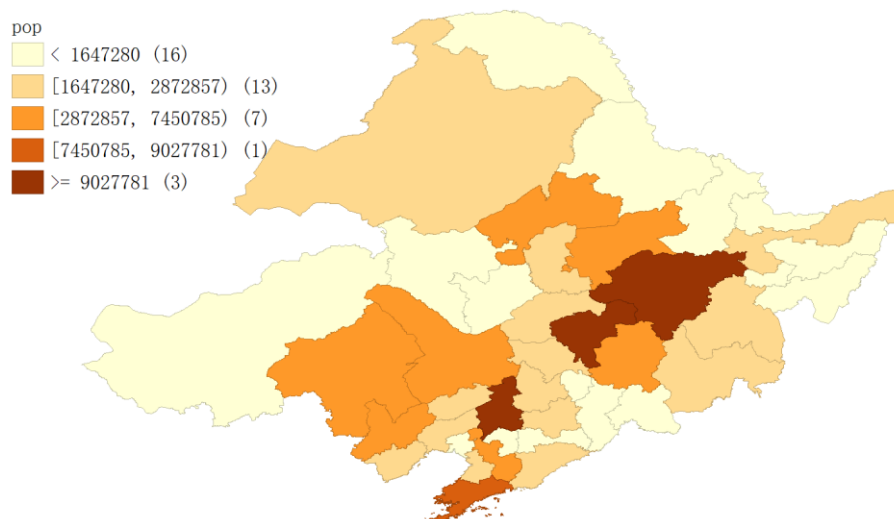 pop
< 1647280 (16)
[1647280, 2872857) (13)
[2872857, 7450785) (7)
[7450785, 9027781) (1)
>= 9027781 (3)